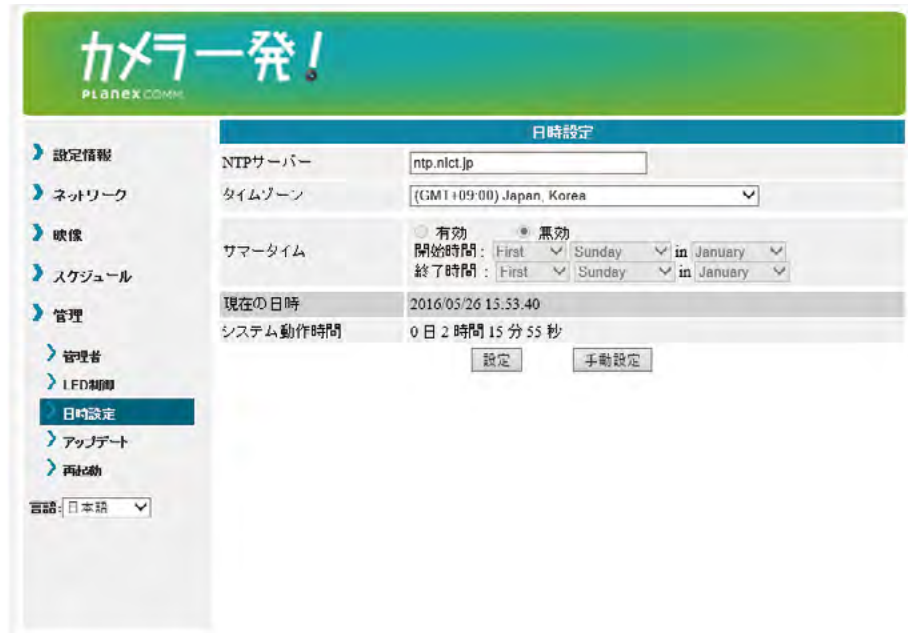 カメラ一発!
PLANEX COMM.
設定情報
ネットワーク
映像
スケジュール
管理
管理者
LED制御
日時設定
アップデート
再起動
言語: 日本語
日時設定
NTPサーバー ntp.nict.jp
タイムゾーン (GMT+09:00) Japan, Korea
サマータイム 有効 無効
開始時間 : First Sunday in January
終了時間 : First Sunday in January
現在の日時 2016/05/26 15:53:40
システム動作時間 0 日 2 時間 15 分 55 秒
設定 手動設定